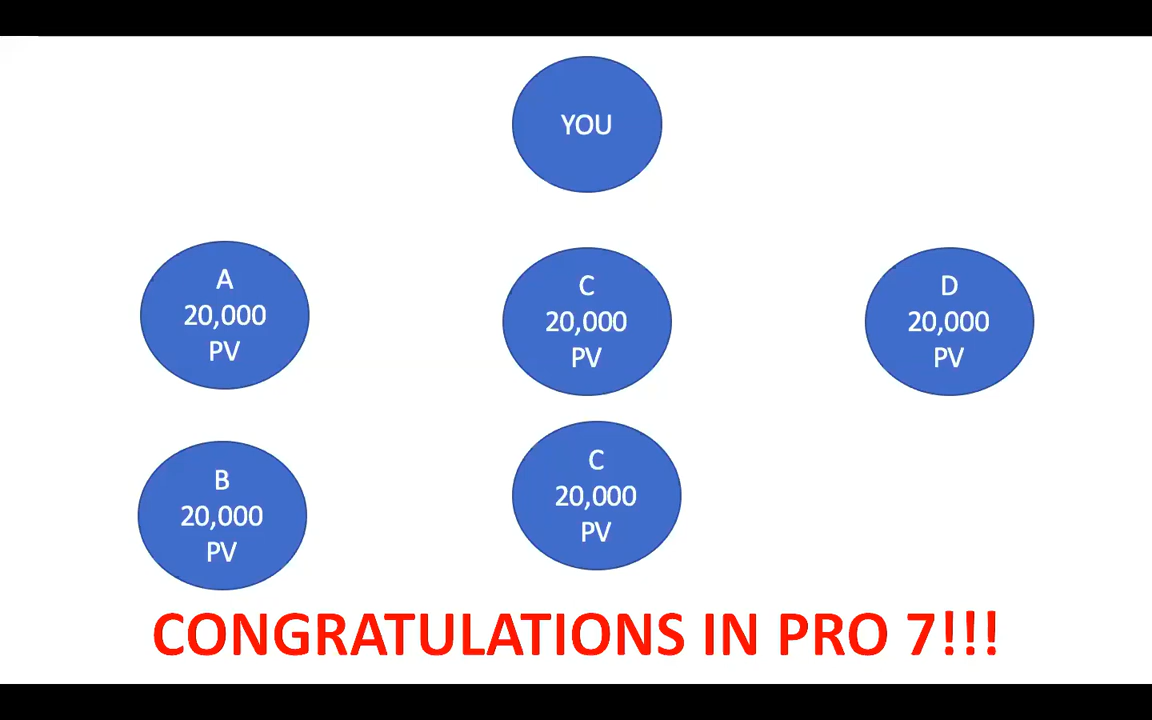 YOU
A
20,000
PV
C
20,000
PV
D
20,000
PV
B
20,000
PV
C
20,000
PV
CONGRATULATIONS IN PRO 7!!!